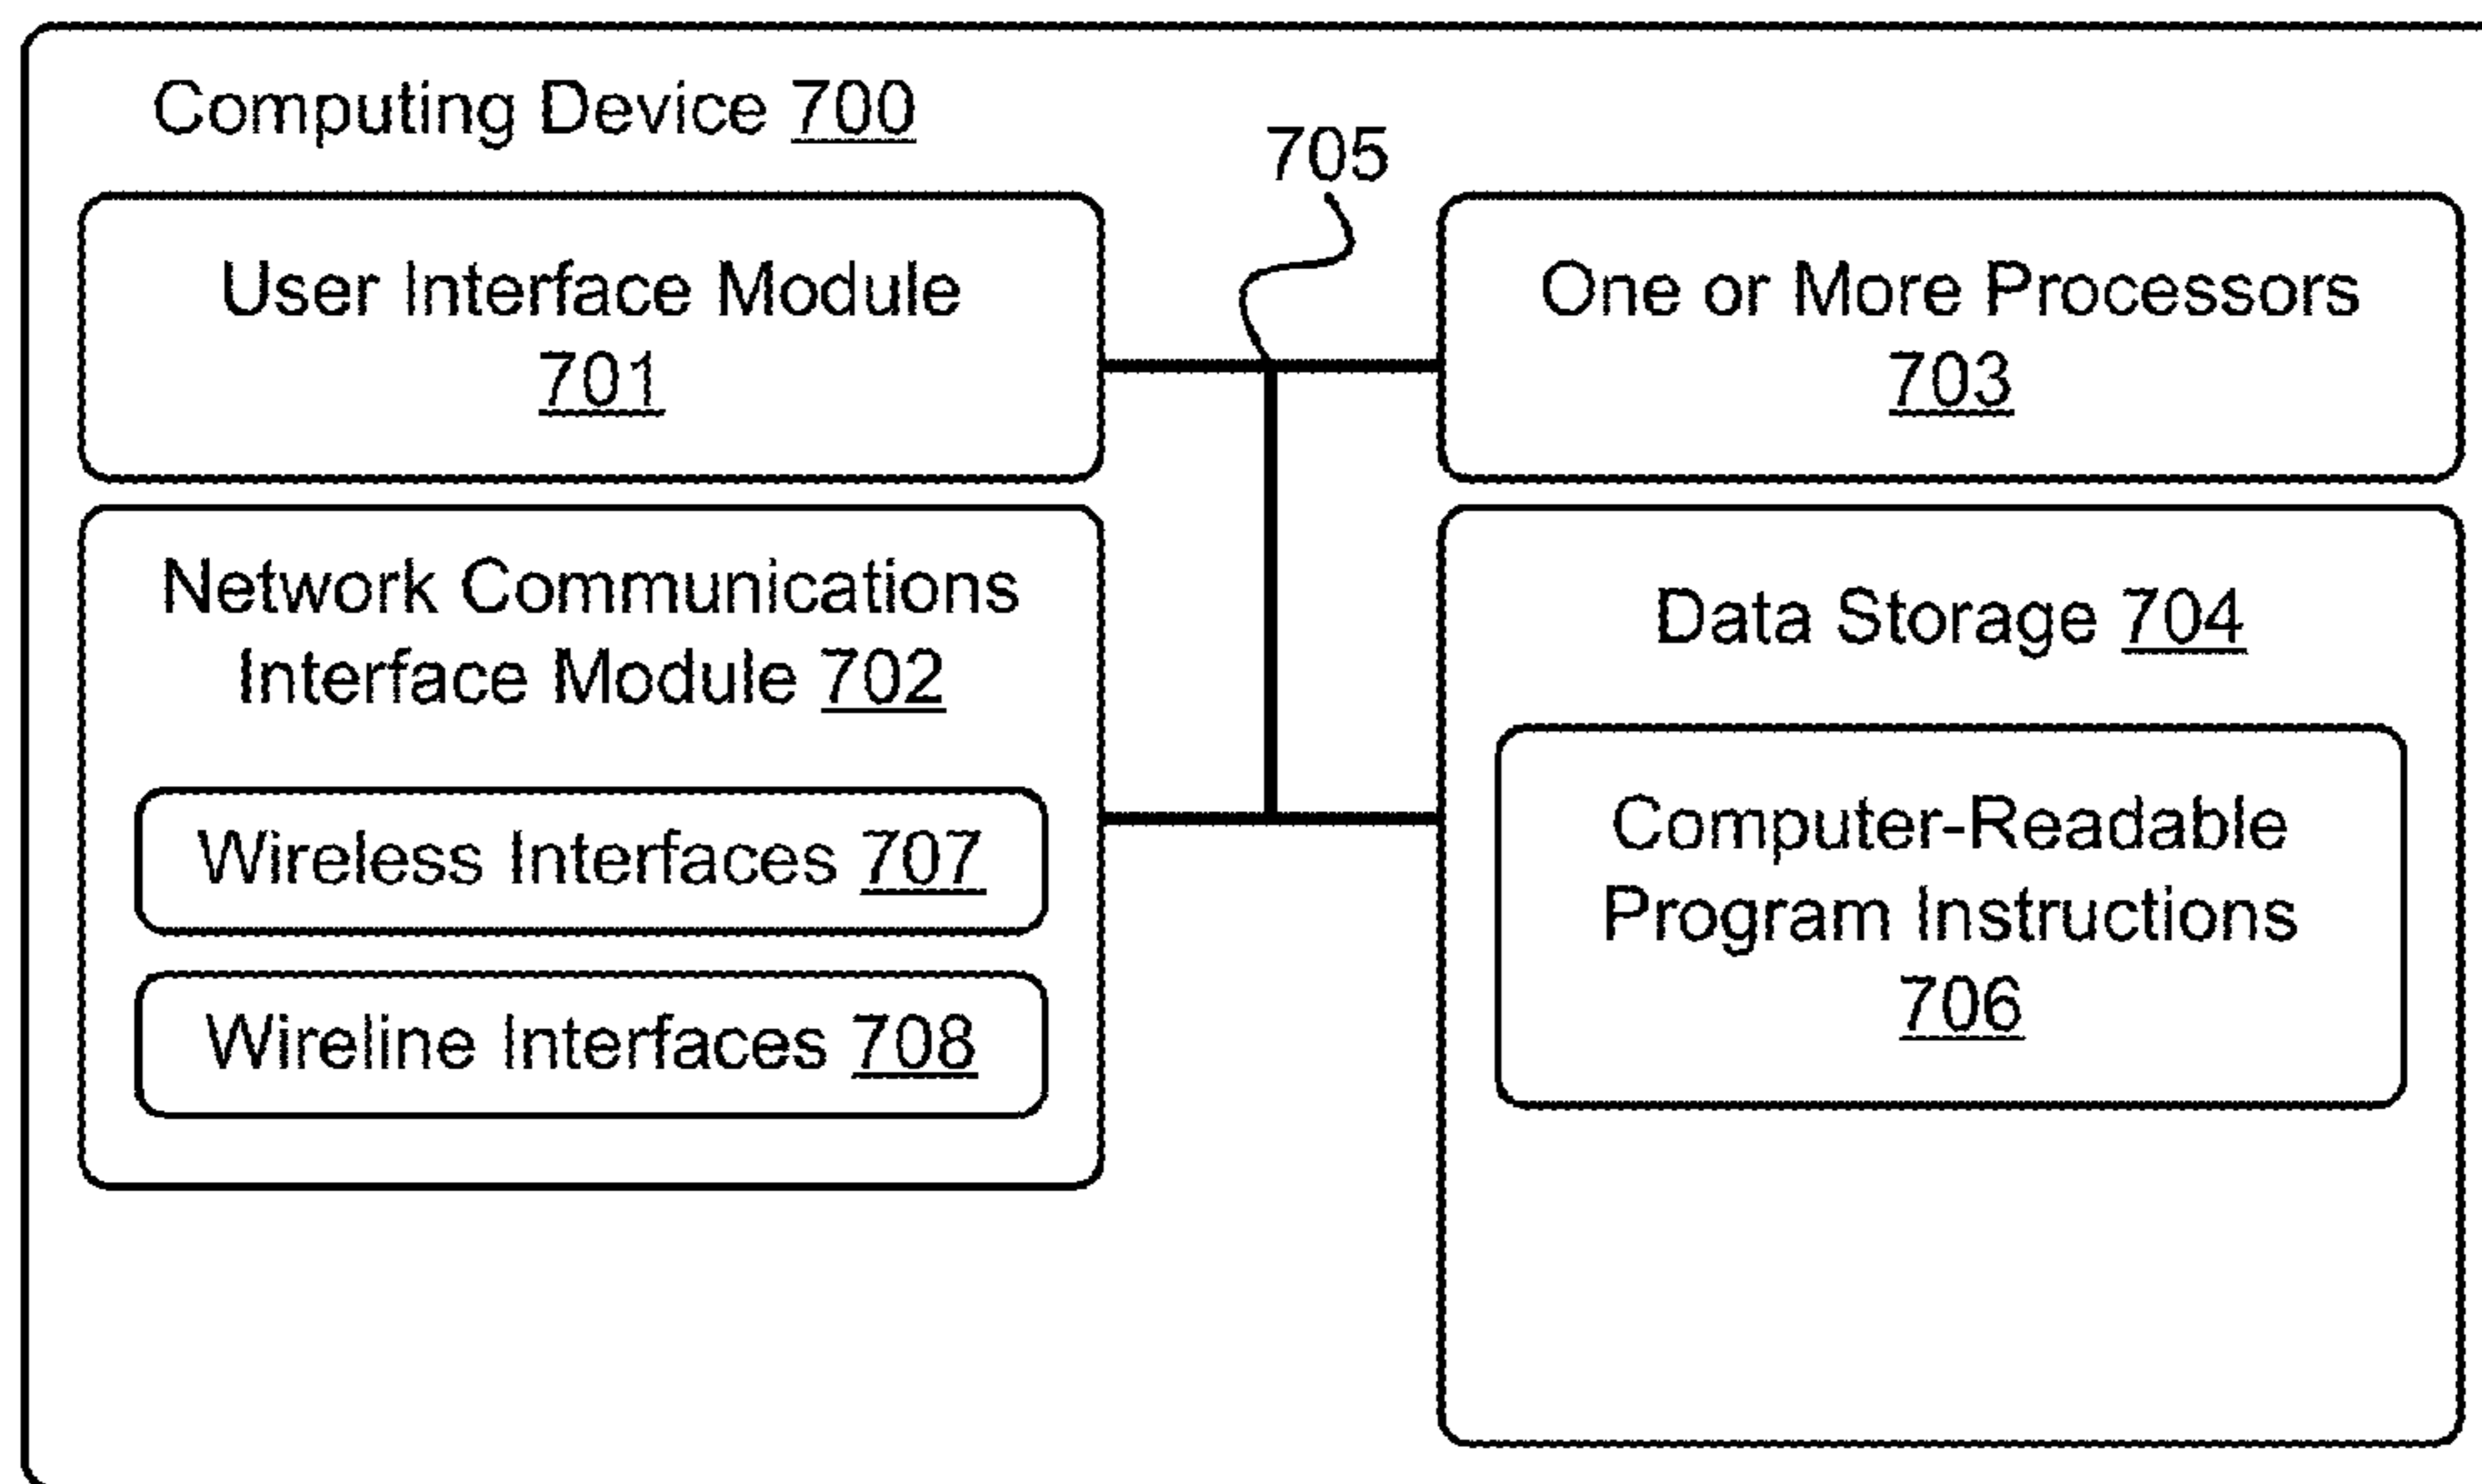 Computing Device 700
705
User Interface Module
701
One or More Processors
703
Network Communications
Interface Module 702
Wireless Interfaces 707
Wireline Interfaces 708
Data Storage 704
Computer-Readable
Program Instructions
706